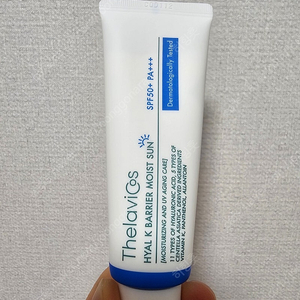 Thelavicos
HYAL K BARRIER MOIST SUN
SPF50+ PA+++
Dermatologically Tested
[MOISTURIZING AND UV AGING CARE]
11 TYPES OF HYALURONIC ACID, 5 TYPES OF
CENTELLA ASIATICA DERIVED INGREDIENTS
VITAMIN K, PANTHENOL, ALLANTOIN